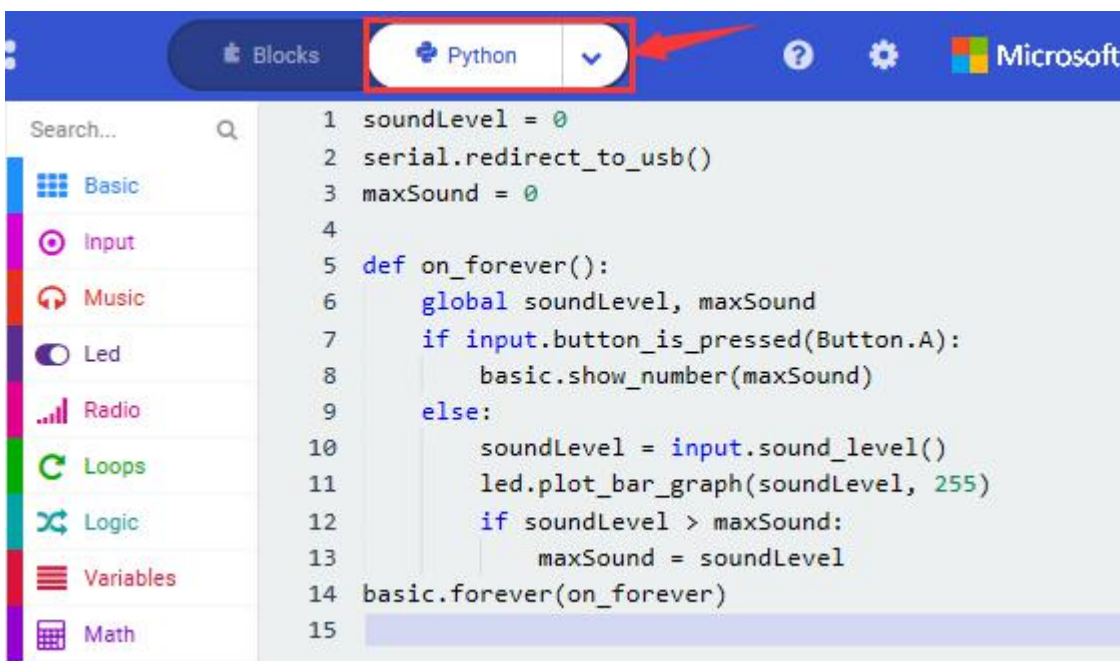 Blocks
Python
Microsoft
Search...
Basic
Input
Music
Led
Radio
Loops
Logic
Variables
Math
1 soundLevel = 0
2 serial.redirect_to_usb()
3 maxSound = 0
4
5 def on_forever():
6     global soundLevel, maxSound
7     if input.button_is_pressed(Button.A):
8         basic.show_number(maxSound)
9     else:
10         soundLevel = input.sound_level()
11         led.plot_bar_graph(soundLevel, 255)
12         if soundLevel > maxSound:
13             maxSound = soundLevel
14 basic.forever(on_forever)
15